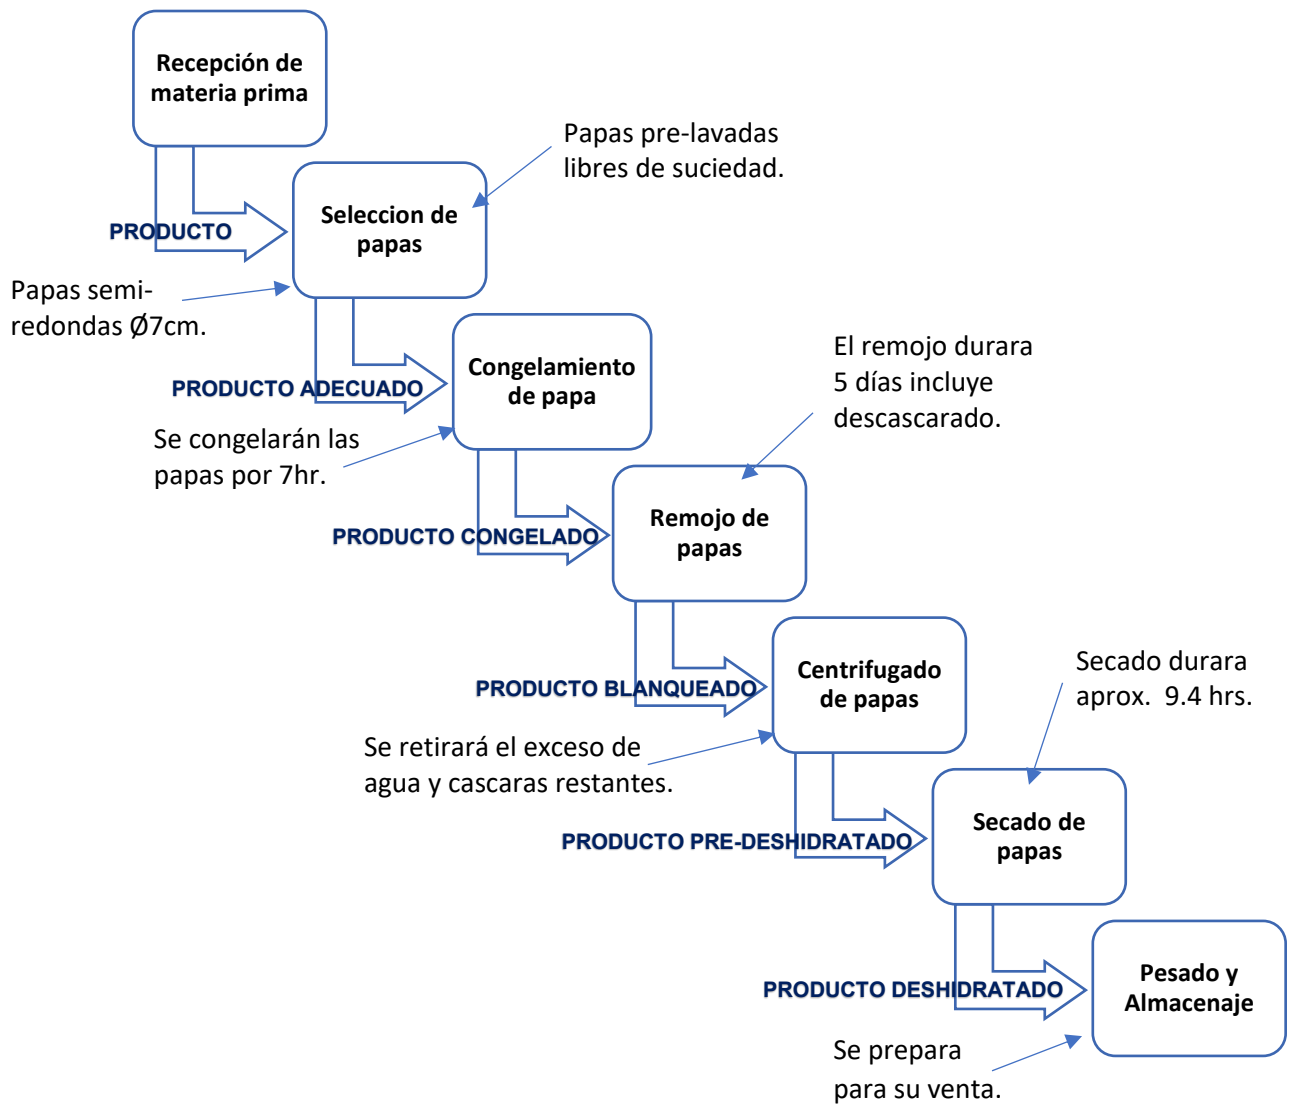 Recepción de
materia prima
Papas pre-lavadas
libres de suciedad.
PRODUCTO
Seleccion de
papas
Papas semi-
redondas Ø7cm.
PRODUCTO ADECUADO
Congelamiento
de papa
El remojo durara
5 días incluye
descascarado.
Se congelarán las
papas por 7hr.
PRODUCTO CONGELADO
Remojo de
papas
PRODUCTO BLANQUEADO
Centrifugado
de papas
Secado durara
aprox.  9.4 hrs.
Se retirará el exceso de
agua y cascaras restantes.
PRODUCTO PRE-DESHIDRATADO
Secado de
papas
PRODUCTO DESHIDRATADO
Pesado y
Almacenaje
Se prepara
para su venta.